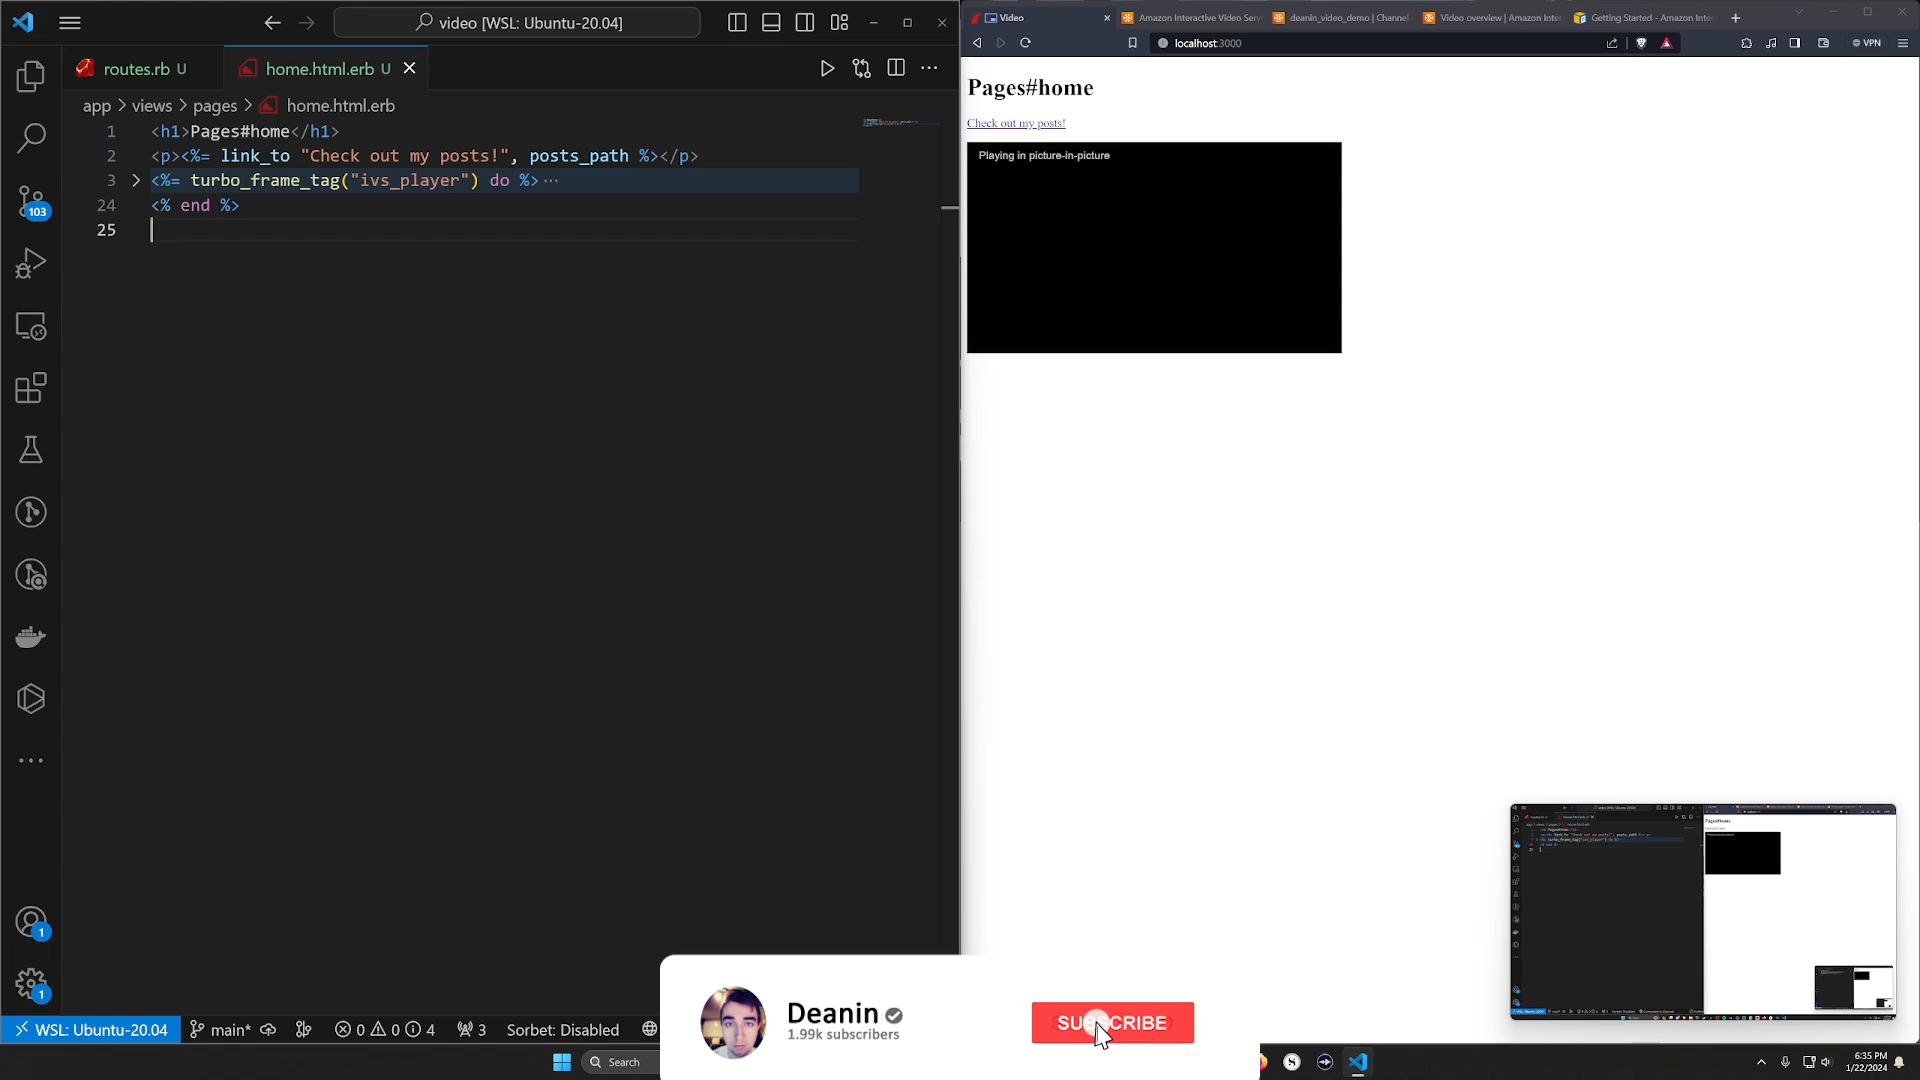 video [WSL: Ubuntu-20.04]
routes.rb U
home.html.erb U
app > views > pages > home.html.erb
1 <h1>Pages#home</h1>
2 <p><%= link_to "Check out my posts!", posts_path %></p>
3 <%= turbo_frame_tag("ivs_player") do %>···
24 <% end %>
25
103
1
1
WSL: Ubuntu-20.04
main*
0 0 4
3
Sorbet: Disabled
Video
Amazon Interactive Video Serv
deanin_video_demo | Channel
Video overview | Amazon Inte
Getting Started - Amazon Inte
localhost:3000
VPN
Pages#home
Check out my posts!
Playing in picture-in-picture
Deanin
1.99k subscribers
SUBSCRIBE
Search
6:35 PM
1/22/2024